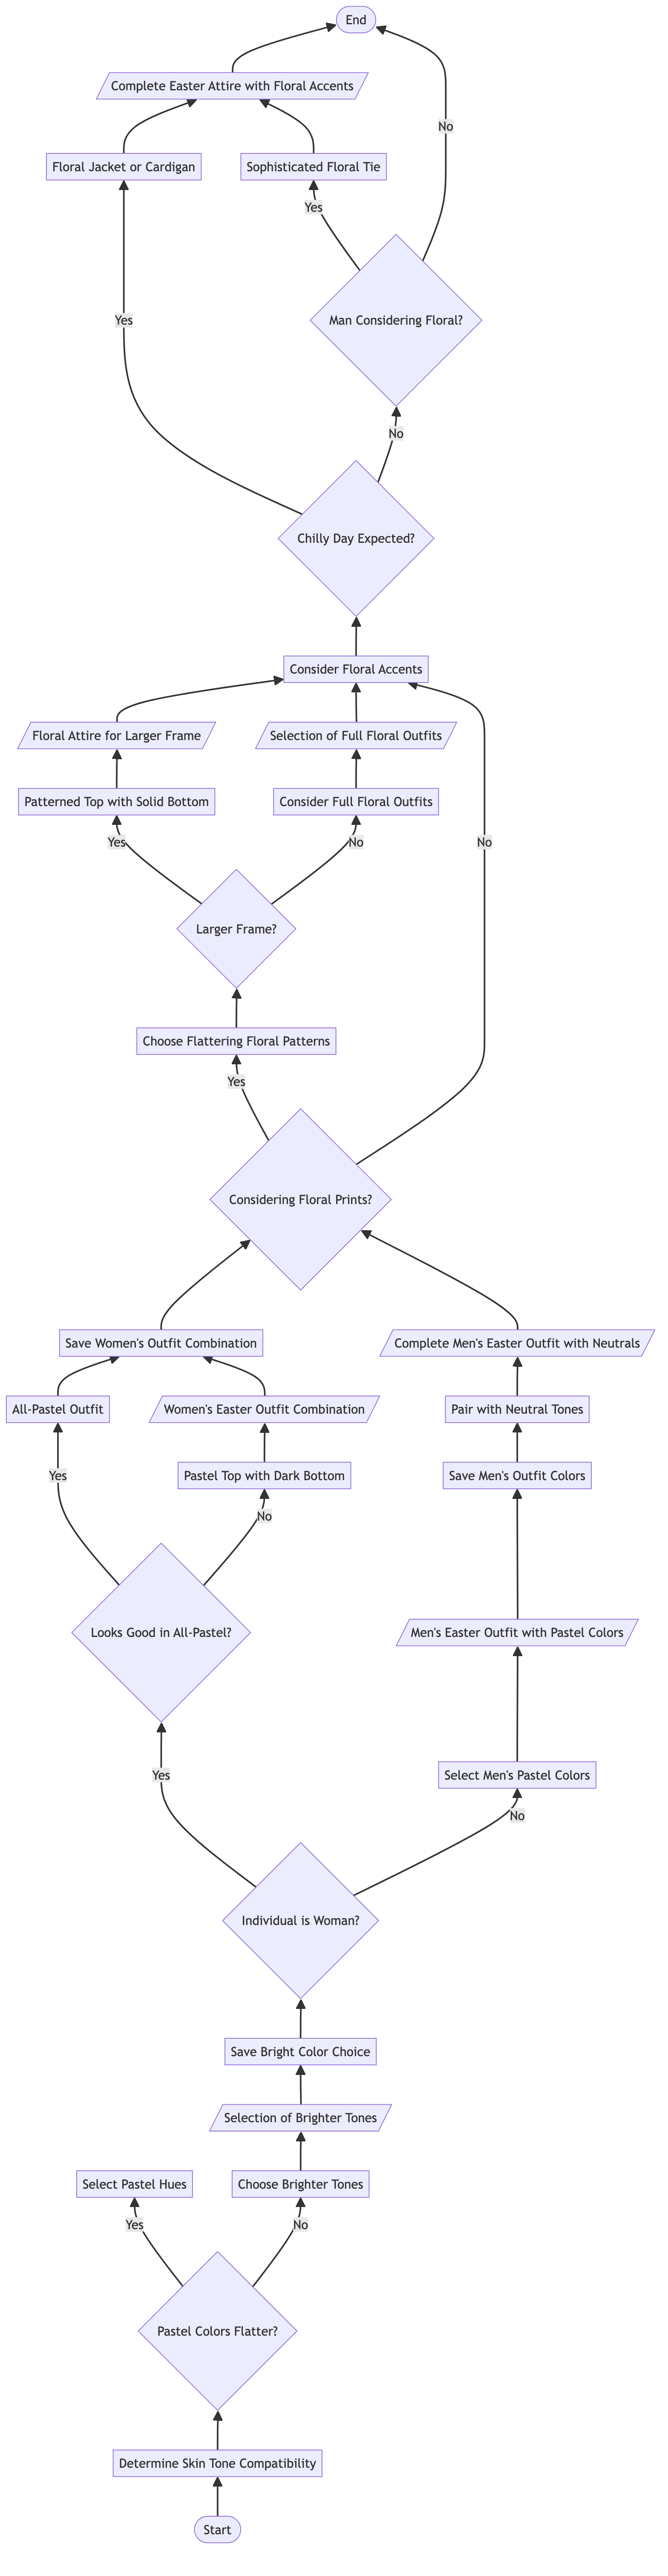 End
Complete Easter Attire with Floral Accents
No
Floral Jacket or Cardigan
Sophisticated Floral Tie
Yes
Yes
Man Considering Floral?
No
Chilly Day Expected?
Consider Floral Accents
Floral Attire for Larger Frame
Selection of Full Floral Outfits
Patterned Top with Solid Bottom
Consider Full Floral Outfits
Yes
No
No
Larger Frame?
Choose Flattering Floral Patterns
Yes
Considering Floral Prints?
Save Women's Outfit Combination
Complete Men's Easter Outfit with Neutrals
All-Pastel Outfit
Women's Easter Outfit Combination
Pair with Neutral Tones
Yes
Pastel Top with Dark Bottom
Save Men's Outfit Colors
No
Looks Good in All-Pastel?
Men's Easter Outfit with Pastel Colors
Yes
Select Men's Pastel Colors
No
Individual is Woman?
Save Bright Color Choice
Selection of Brighter Tones
Select Pastel Hues
Choose Brighter Tones
Yes
No
Pastel Colors Flatter?
Determine Skin Tone Compatibility
Start